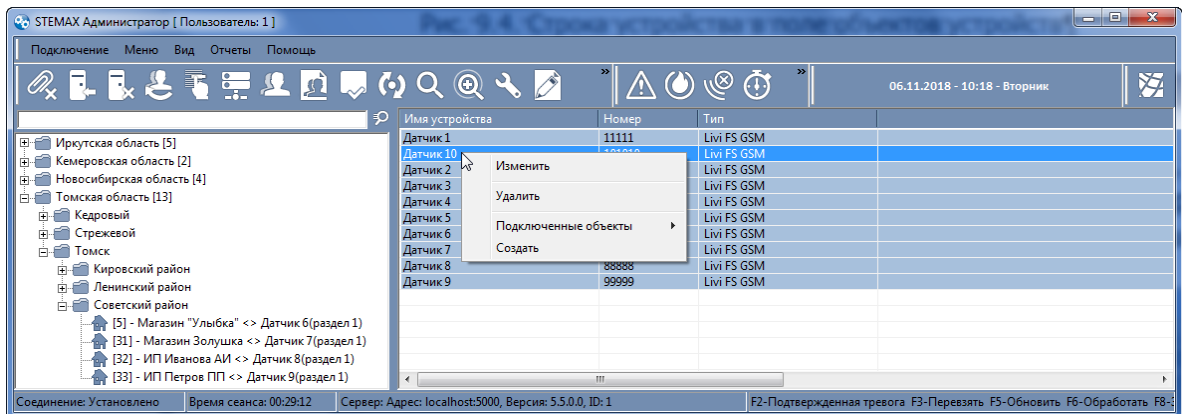 STEMAX Администратор [ Пользователь: 1 ]
Подключение Меню Вид Отчеты Помощь
06.11.2018 - 10:18 - Вторник
Имя устройства Номер Тип
Датчик 1 11111 Livi FS GSM
Датчик 10 Livi FS GSM
Датчик 2 Livi FS GSM
Датчик 3 Livi FS GSM
Датчик 4 Livi FS GSM
Датчик 5 Livi FS GSM
Датчик 6 Livi FS GSM
Датчик 7 Livi FS GSM
Датчик 8 88888 Livi FS GSM
Датчик 9 99999 Livi FS GSM
Изменить
Удалить
Подключенные объекты
Создать
Иркутская область [5]
Кемеровская область [2]
Новосибирская область [4]
Томская область [13]
Кедровый
Стрежевой
Томск
Кировский район
Ленинский район
Советский район
[5] - Магазин "Улыбка" <> Датчик 6(раздел 1)
[31] - Магазин Золушка <> Датчик 7(раздел 1)
[32] - ИП Иванова АИ <> Датчик 8(раздел 1)
[33] - ИП Петров ПП <> Датчик 9(раздел 1)
Соединение: Установлено Время сеанса: 00:29:12 Сервер: Адрес: localhost:5000, Версия: 5.5.0.0, ID: 1 F2-Подтвержденная тревога F3-Перевзять F5-Обновить F6-Обработать F8-